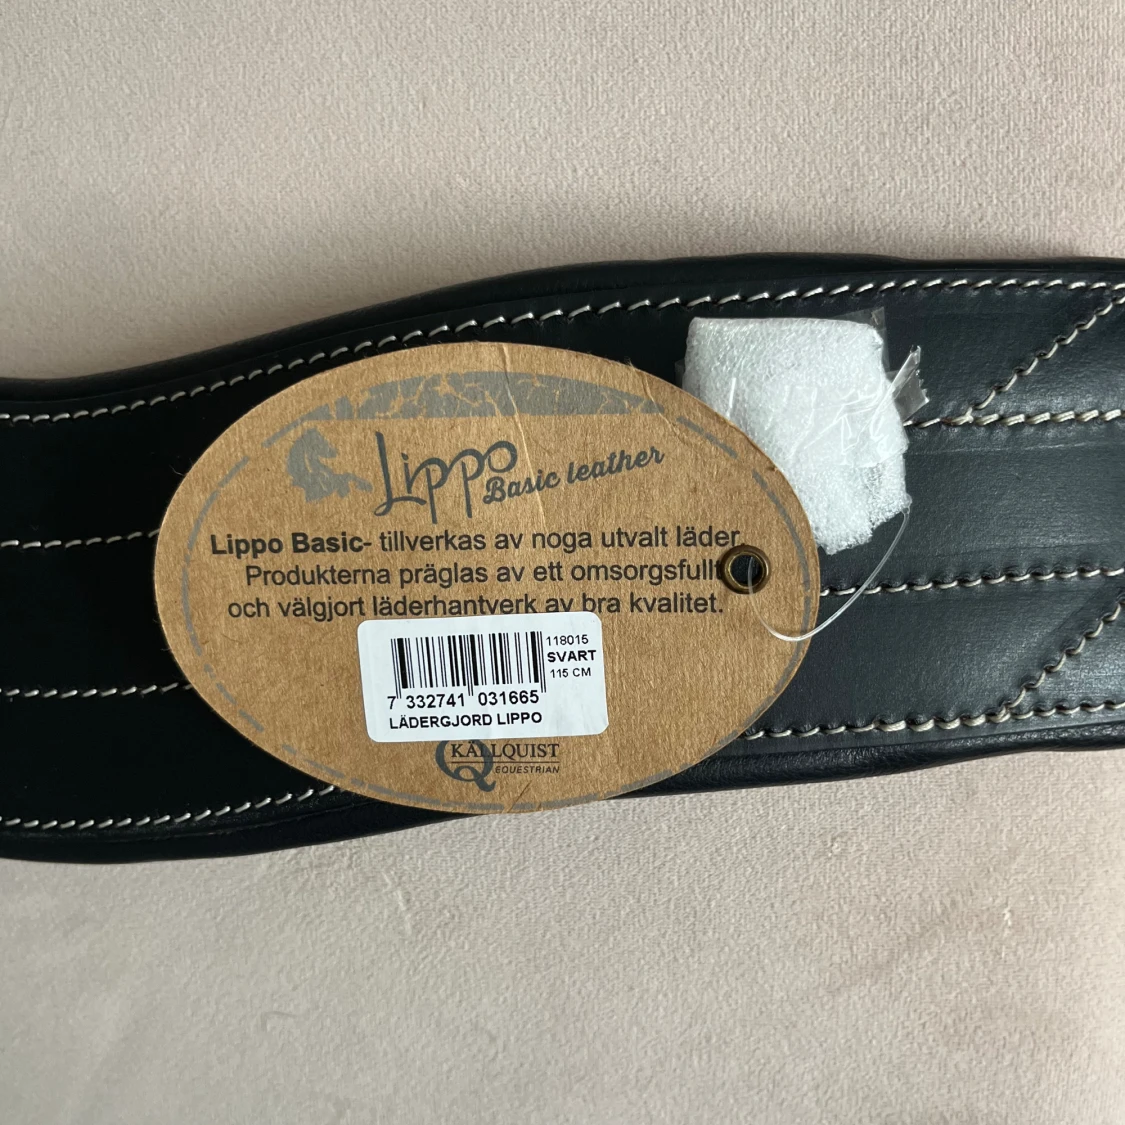 Lippo
Basic leather
Lippo Basic- tillverkas av noga utvalt läder.
Produkterna präglas av ett omsorgsfullt
och välgjort läderhantverk av bra kvalitet.
118015
SVART
115 CM
7 332741 031665
LÄDERGJORD LIPPO
KÄLLQUIST
EQUESTRIAN